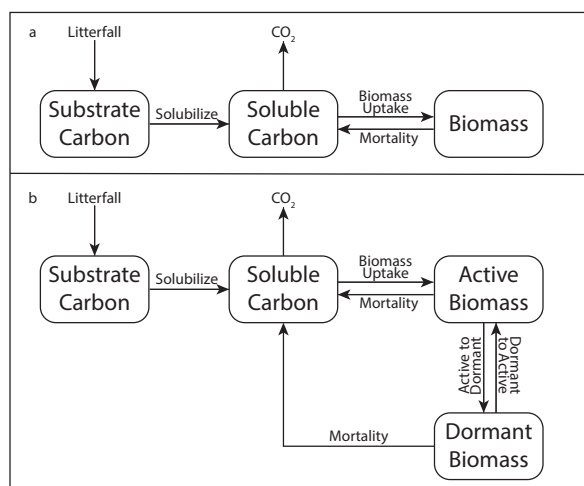 a
Litterfall
CO2
Substrate
Carbon
Solubilize
Soluble
Carbon
Biomass
Uptake
Mortality
Biomass
b
Litterfall
CO2
Substrate
Carbon
Solubilize
Soluble
Carbon
Biomass
Uptake
Mortality
Active
Biomass
Active to
Dormant
Dormant
to Active
Mortality
Dormant
Biomass